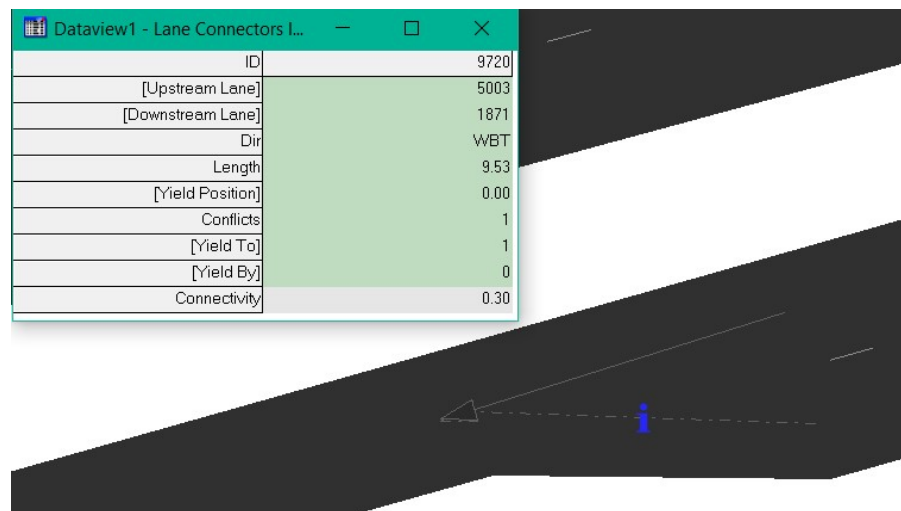 Dataview1 - Lane Connectors I...
ID 9720
[Upstream Lane] 5003
[Downstream Lane] 1871
Dir WBT
Length 9.53
[Yield Position] 0.00
Conflicts 1
[Yield To] 1
[Yield By] 0
Connectivity 0.30
i